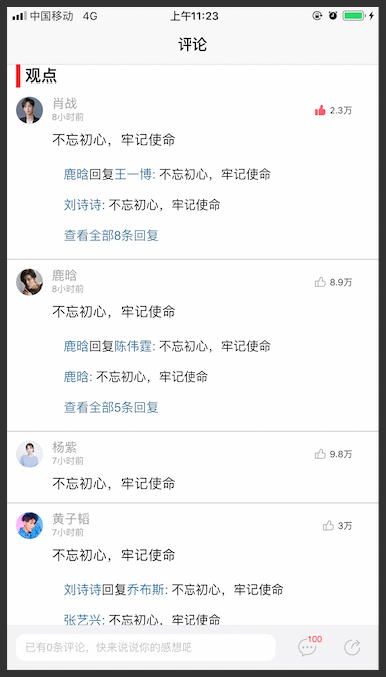 中国移动 4G 上午11:23
评论
观点
肖战
8小时前
2.3万
不忘初心，牢记使命
鹿晗回复王一博: 不忘初心，牢记使命
刘诗诗: 不忘初心，牢记使命
查看全部8条回复
鹿晗
8小时前
8.9万
不忘初心，牢记使命
鹿晗回复陈伟霆: 不忘初心，牢记使命
鹿晗: 不忘初心，牢记使命
查看全部5条回复
杨紫
7小时前
9.8万
不忘初心，牢记使命
黄子韬
7小时前
3万
不忘初心，牢记使命
刘诗诗回复乔布斯: 不忘初心，牢记使命
张艺兴: 不忘初心，牢记使命
已有0条评论，快来说说你的感想吧
100